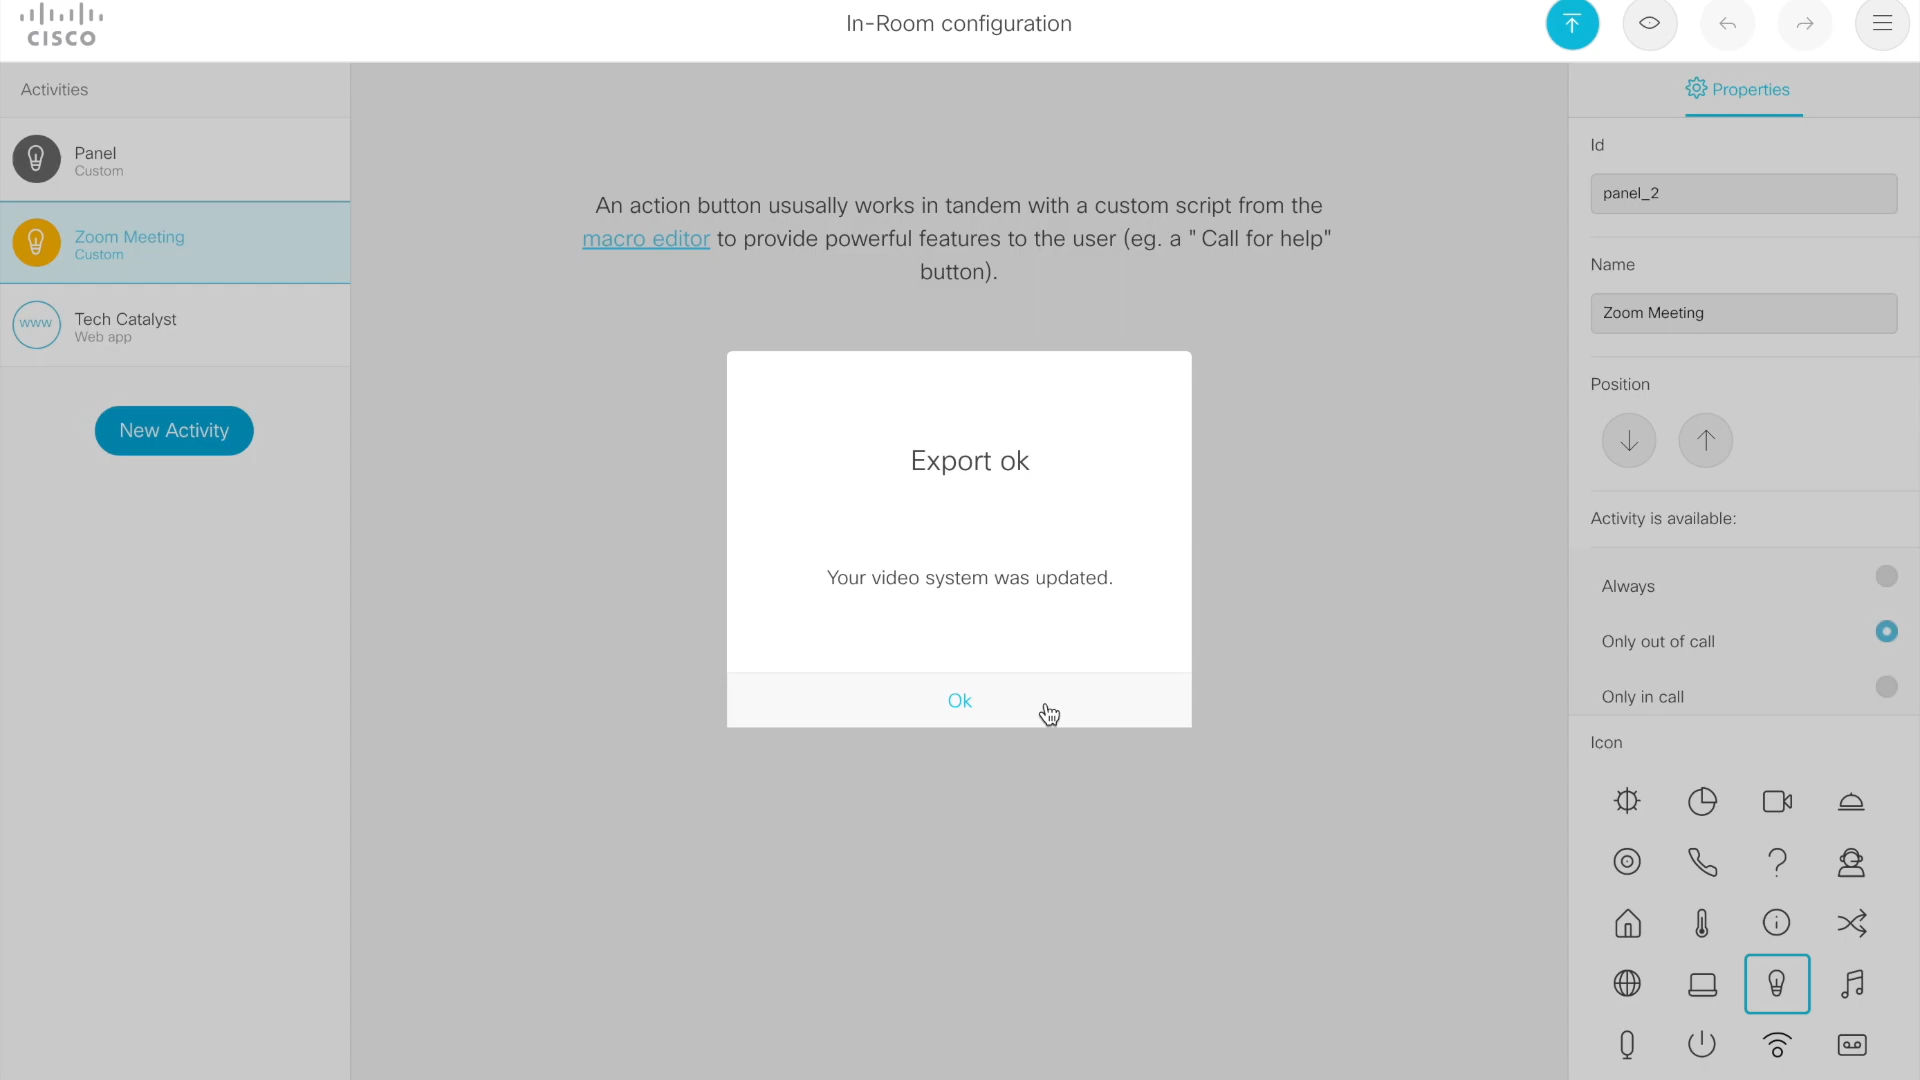 CISCO
In-Room configuration
Activities
Panel
Custom
Zoom Meeting
Custom
www
Tech Catalyst
Web app
New Activity
An action button ususally works in tandem with a custom script from the
macro editor to provide powerful features to the user (eg. a " Call for help"
button).
Export ok
Your video system was updated.
Ok
Properties
Id
panel_2
Name
Zoom Meeting
Position
Activity is available:
Always
Only out of call
Only in call
Icon